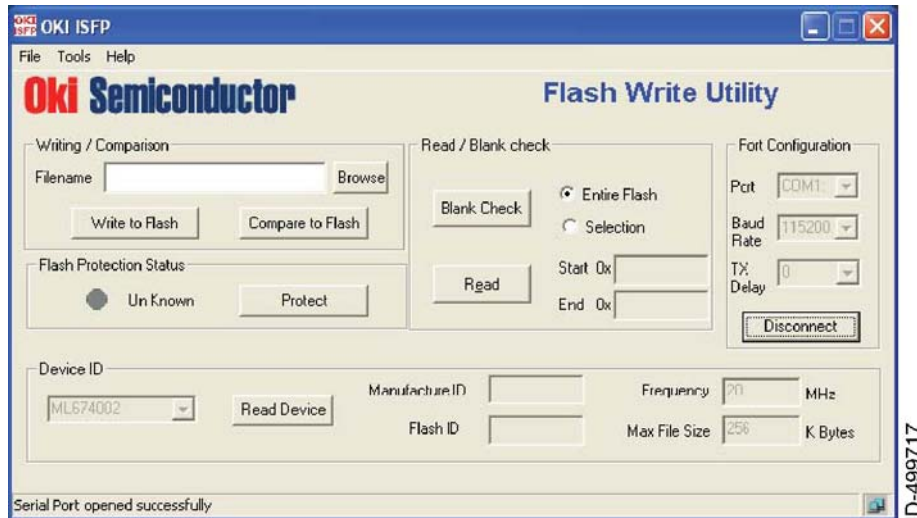 OKI ISFP
OKI ISFP
File Tools Help
Oki Semiconductor
Flash Write Utility
Writing / Comparison
Filename
Browse
Write to Flash
Compare to Flash
Flash Protection Status
Un Known
Protect
Read / Blank check
Blank Check
Entire Flash
Selection
Read
Start 0x
End 0x
Port Configuration
Port COM1:
Baud Rate 115200
TX Delay 0
Disconnect
Device ID
ML674002
Read Device
Manufacture ID
Flash ID
Frequency 20 MHz
Max File Size 256 K Bytes
Serial Port opened successfully
D-499717